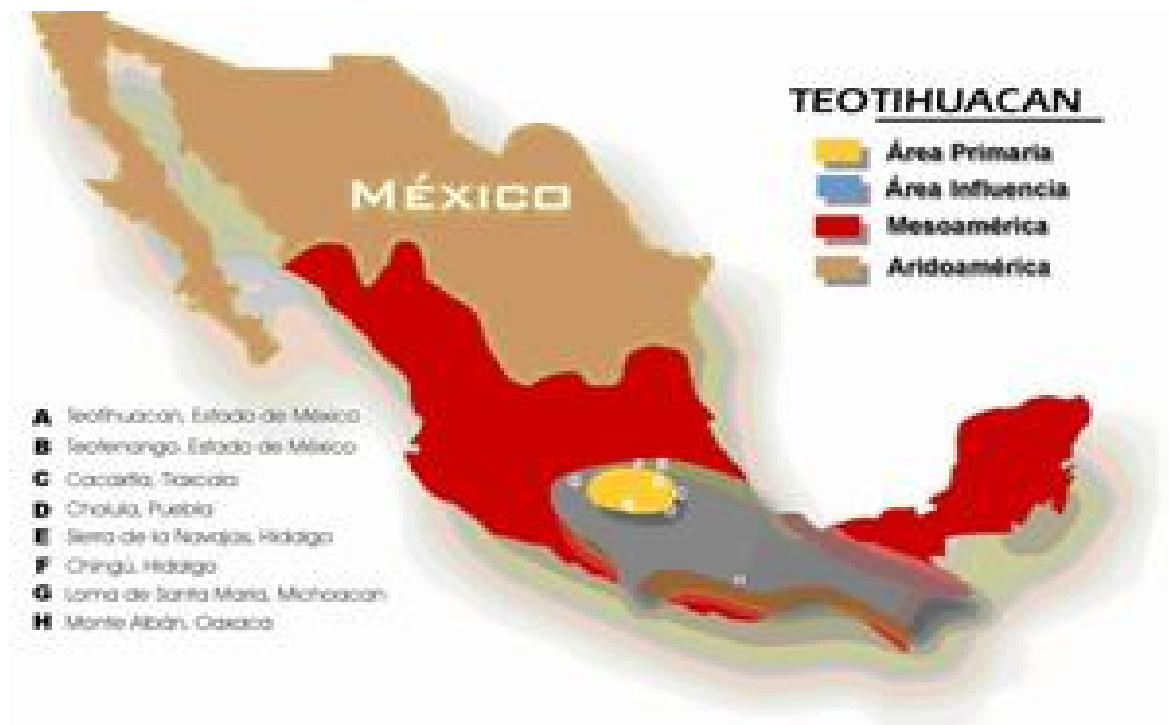 TEOTIHUACAN
Área Primaria
Área Influencia
Mesoamérica
Aridoamérica
MÉXICO
A Teotihuacan, Estado de México
B Teotenango, Estado de México
C Cacaxtla, Tlaxcala
D Cholula, Puebla
E Sierra de la Navajas, Hidalgo
F Chingú, Hidalgo
G Loma de Santa María, Michoacan
H Monte Albán, Oaxaca